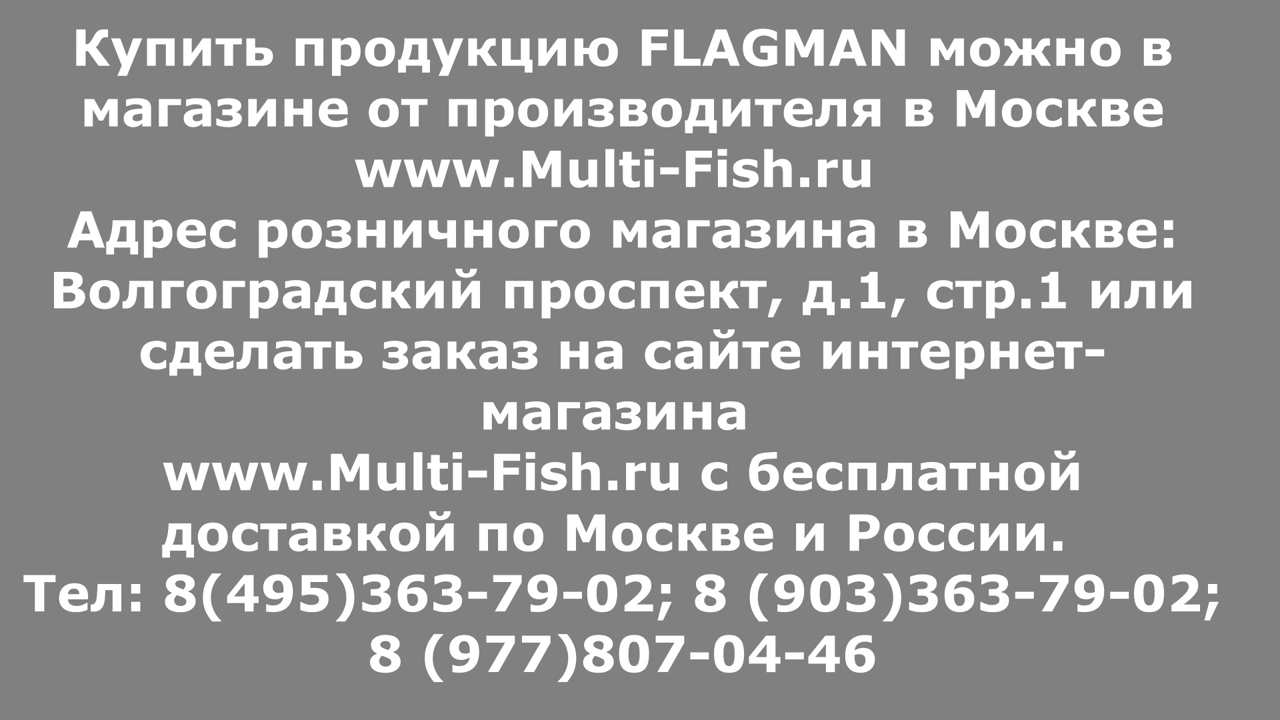 Купить продукцию FLAGMAN можно в
магазине от производителя в Москве
www.Multi-Fish.ru
Адрес розничного магазина в Москве:
Волгоградский проспект, д.1, стр.1 или
сделать заказ на сайте интернет-
магазина
www.Multi-Fish.ru с бесплатной
доставкой по Москве и России.
Тел: 8(495)363-79-02; 8 (903)363-79-02;
8 (977)807-04-46